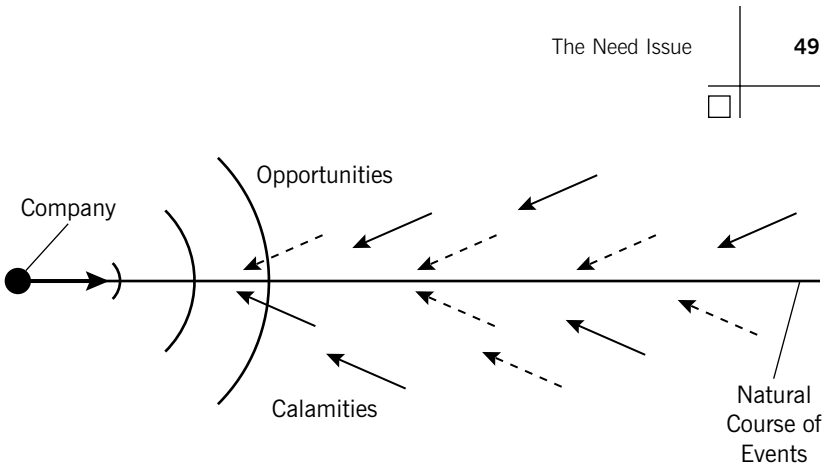 The Need Issue 49
Opportunities
Company
Calamities
Natural
Course of
Events